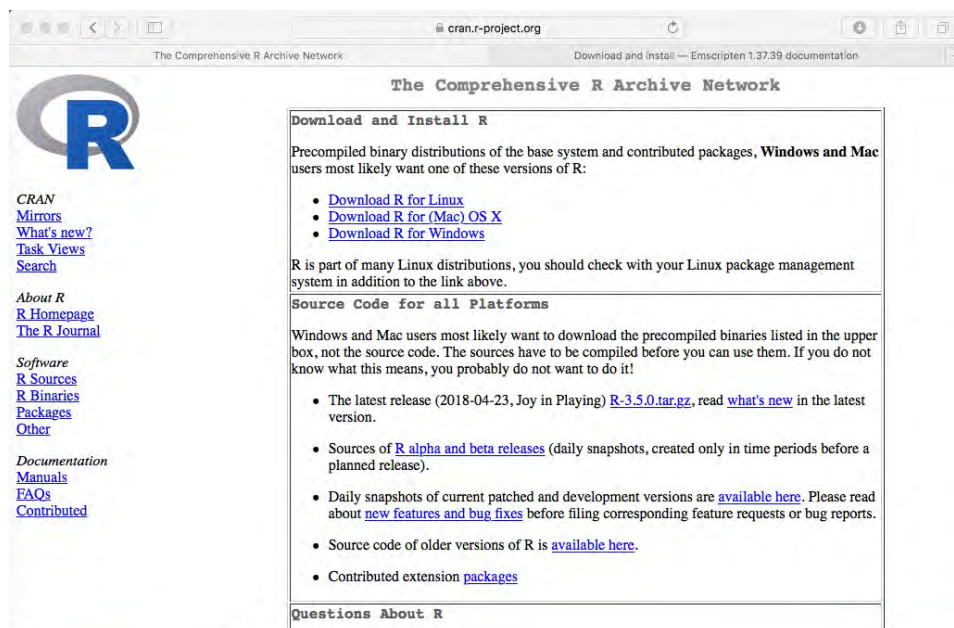 cran.r-project.org
The Comprehensive R Archive Network
Download and Install — Emscripten 1.37.39 documentation
R
CRAN
Mirrors
What's new?
Task Views
Search
About R
R Homepage
The R Journal
Software
R Sources
R Binaries
Packages
Other
Documentation
Manuals
FAQs
Contributed
The Comprehensive R Archive Network
Download and Install R
Precompiled binary distributions of the base system and contributed packages, Windows and Mac
users most likely want one of these versions of R:
• Download R for Linux
• Download R for (Mac) OS X
• Download R for Windows
R is part of many Linux distributions, you should check with your Linux package management
system in addition to the link above.
Source Code for all Platforms
Windows and Mac users most likely want to download the precompiled binaries listed in the upper
box, not the source code. The sources have to be compiled before you can use them. If you do not
know what this means, you probably do not want to do it!
• The latest release (2018-04-23, Joy in Playing) R-3.5.0.tar.gz, read what's new in the latest
version.
• Sources of R alpha and beta releases (daily snapshots, created only in time periods before a
planned release).
• Daily snapshots of current patched and development versions are available here. Please read
about new features and bug fixes before filing corresponding feature requests or bug reports.
• Source code of older versions of R is available here.
• Contributed extension packages
Questions About R